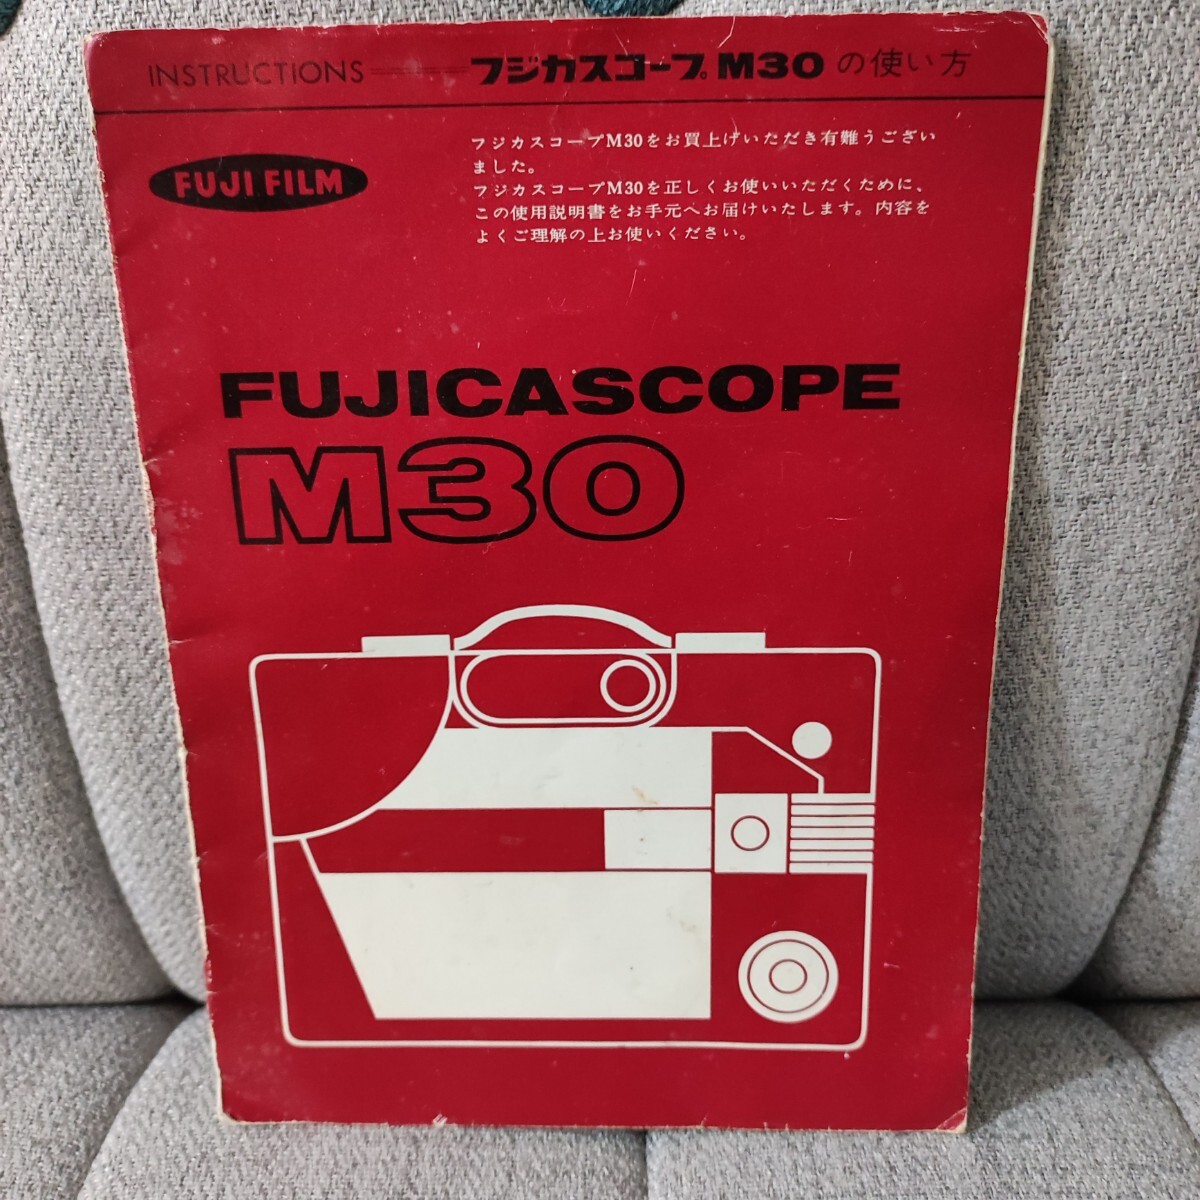 INSTRUCTIONS フジカスコープM30の使い方
FUJI FILM
フジカスコープM30をお買上げいただき有難うござい
ました。
フジカスコープM30を正しくお使いいただくために、
この使用説明書をお手元へお届けいたします。内容を
よくご理解の上お使いください。
FUJICASCOPE
M30